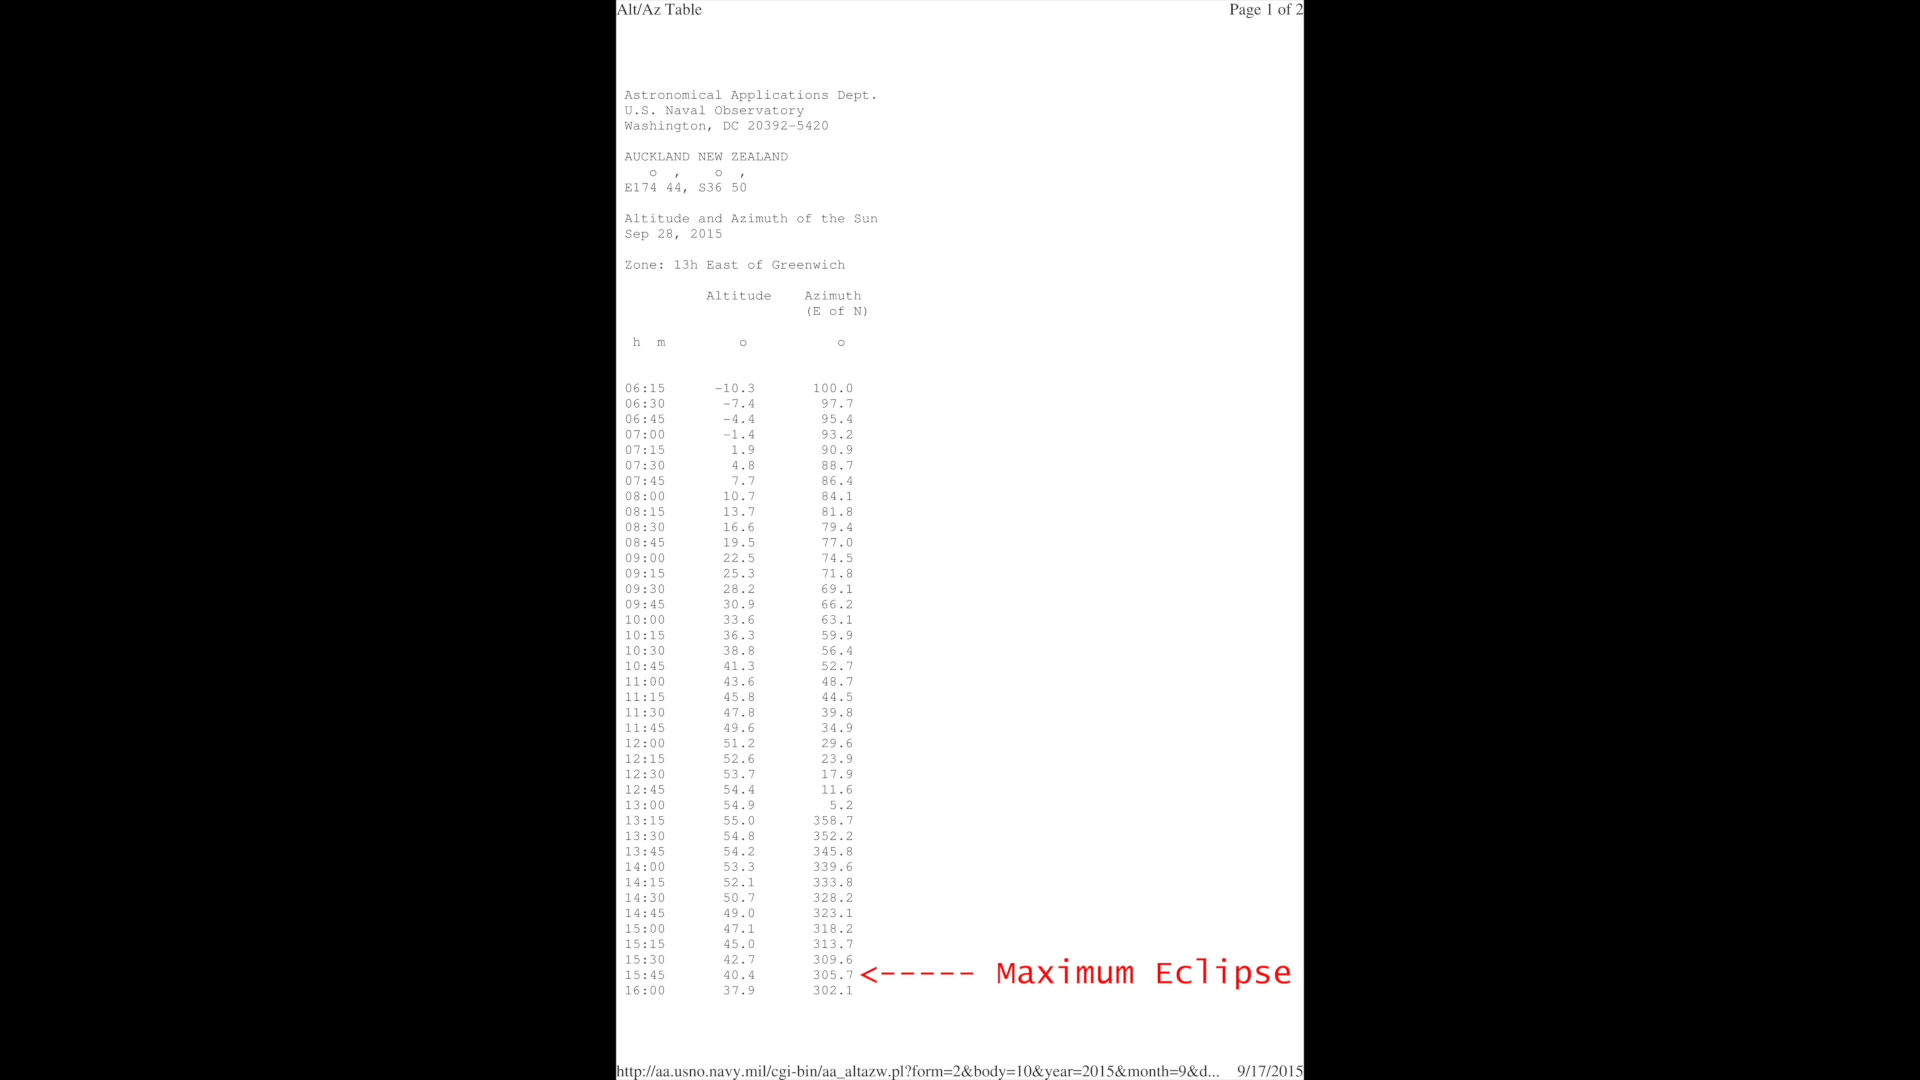 Alt/Az Table Page 1 of 2
Astronomical Applications Dept.
U.S. Naval Observatory
Washington, DC 20392-5420
AUCKLAND NEW ZEALAND
o , o ,
E174 44, S36 50
Altitude and Azimuth of the Sun
Sep 28, 2015
Zone: 13h East of Greenwich
Altitude Azimuth
(E of N)
h m o o
06:15 -10.3 100.0
06:30 -7.4 97.7
06:45 -4.4 95.4
07:00 -1.4 93.2
07:15 1.9 90.9
07:30 4.8 88.7
07:45 7.7 86.4
08:00 10.7 84.1
08:15 13.7 81.8
08:30 16.6 79.4
08:45 19.5 77.0
09:00 22.5 74.5
09:15 25.3 71.8
09:30 28.2 69.1
09:45 30.9 66.2
10:00 33.6 63.1
10:15 36.3 59.9
10:30 38.8 56.4
10:45 41.3 52.7
11:00 43.6 48.7
11:15 45.8 44.5
11:30 47.8 39.8
11:45 49.6 34.9
12:00 51.2 29.6
12:15 52.6 23.9
12:30 53.7 17.9
12:45 54.4 11.6
13:00 54.9 5.2
13:15 55.0 358.7
13:30 54.8 352.2
13:45 54.2 345.8
14:00 53.3 339.6
14:15 52.1 333.8
14:30 50.7 328.2
14:45 49.0 323.1
15:00 47.1 318.2
15:15 45.0 313.7
15:30 42.7 309.6
15:45 40.4 305.7 <----- Maximum Eclipse
16:00 37.9 302.1
http://aa.usno.navy.mil/cgi-bin/aa_altazw.pl?form=2&body=10&year=2015&month=9&d... 9/17/2015